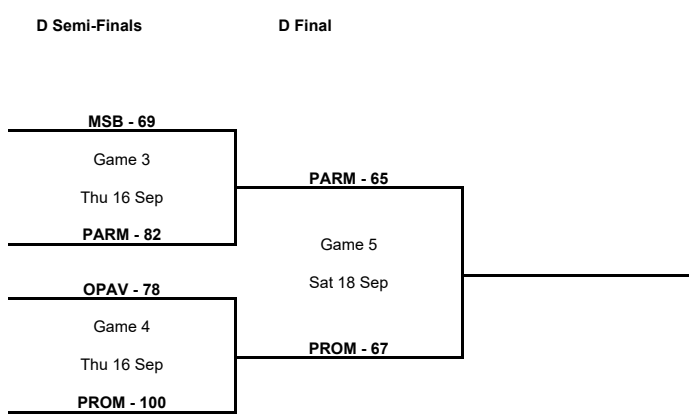 D Semi-Finals
D Final
MSB - 69
Game 3
Thu 16 Sep
PARM - 82
OPAV - 78
Game 4
Thu 16 Sep
PROM - 100
PARM - 65
Game 5
Sat 18 Sep
PROM - 67